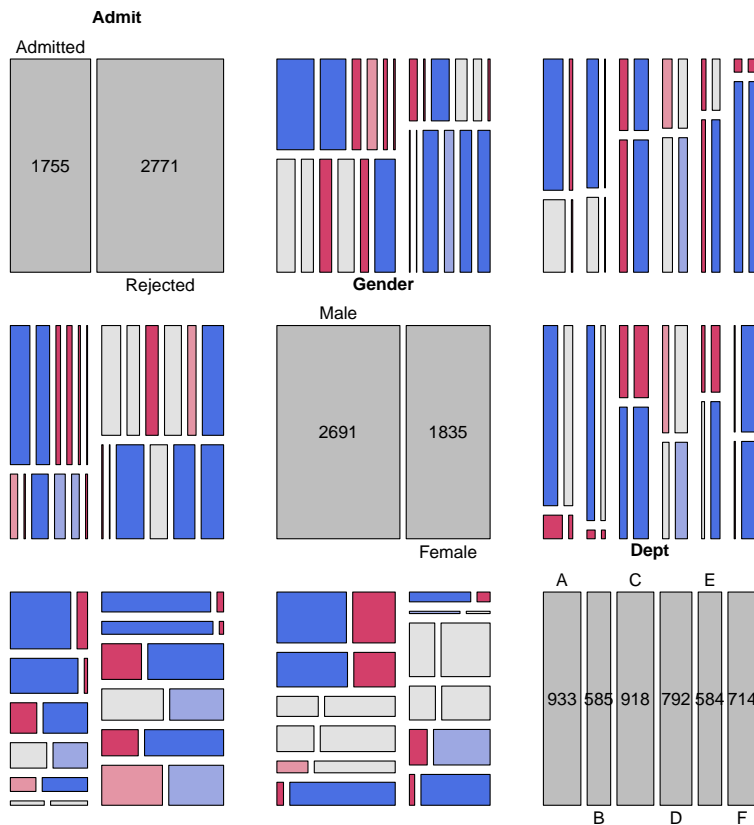 Admit
Admitted
1755 2771
Rejected
Gender
Male
2691 1835
Female
Dept
A C E
933 585 918 792 584 714
B D F